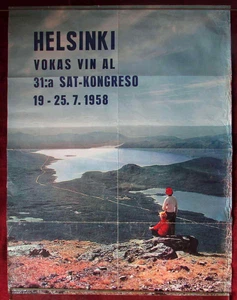 HELSINKI
VOKAS VIN AL
31:a SAT-KONGRESO
19 - 25. 7. 1958